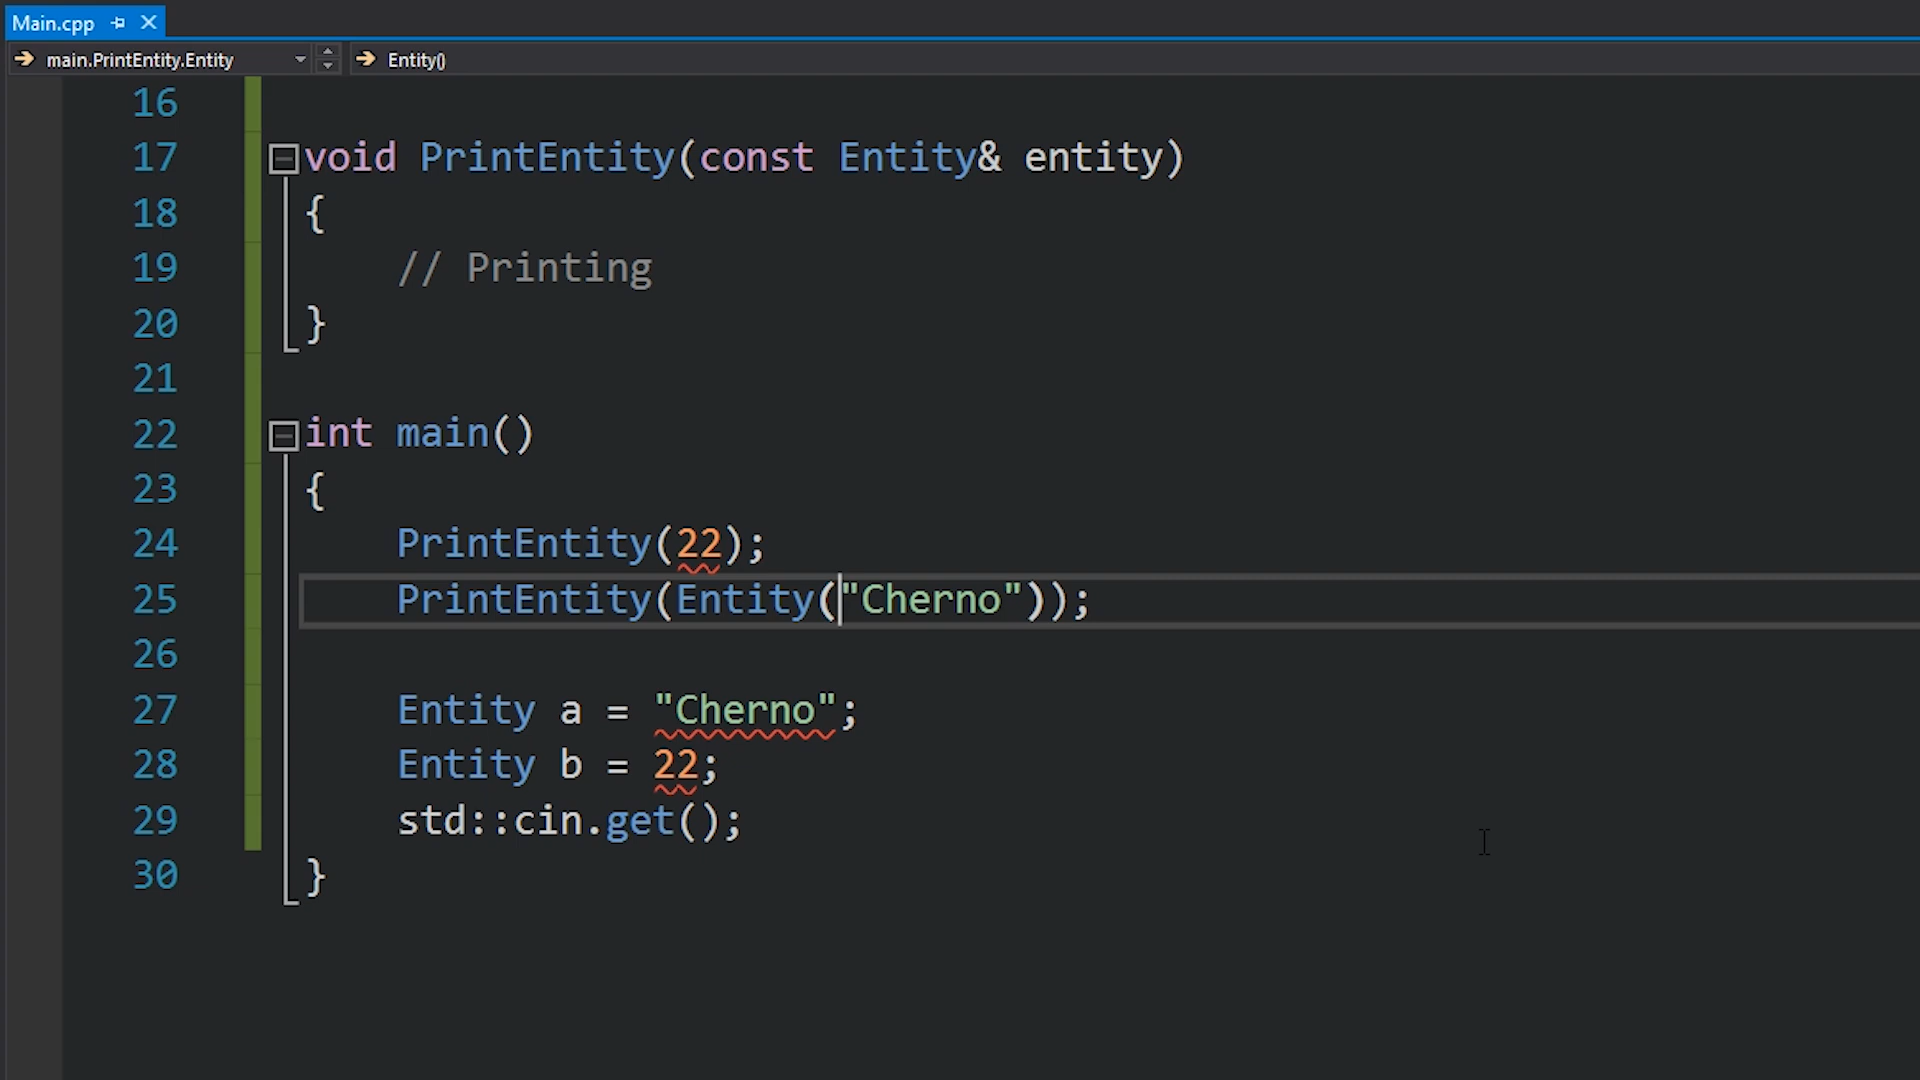 Main.cpp
main.PrintEntity.Entity Entity()
16
17 void PrintEntity(const Entity& entity)
18 {
19 // Printing
20 }
21
22 int main()
23 {
24 PrintEntity(22);
25 PrintEntity(Entity("Cherno"));
26
27 Entity a = "Cherno";
28 Entity b = 22;
29 std::cin.get();
30 }